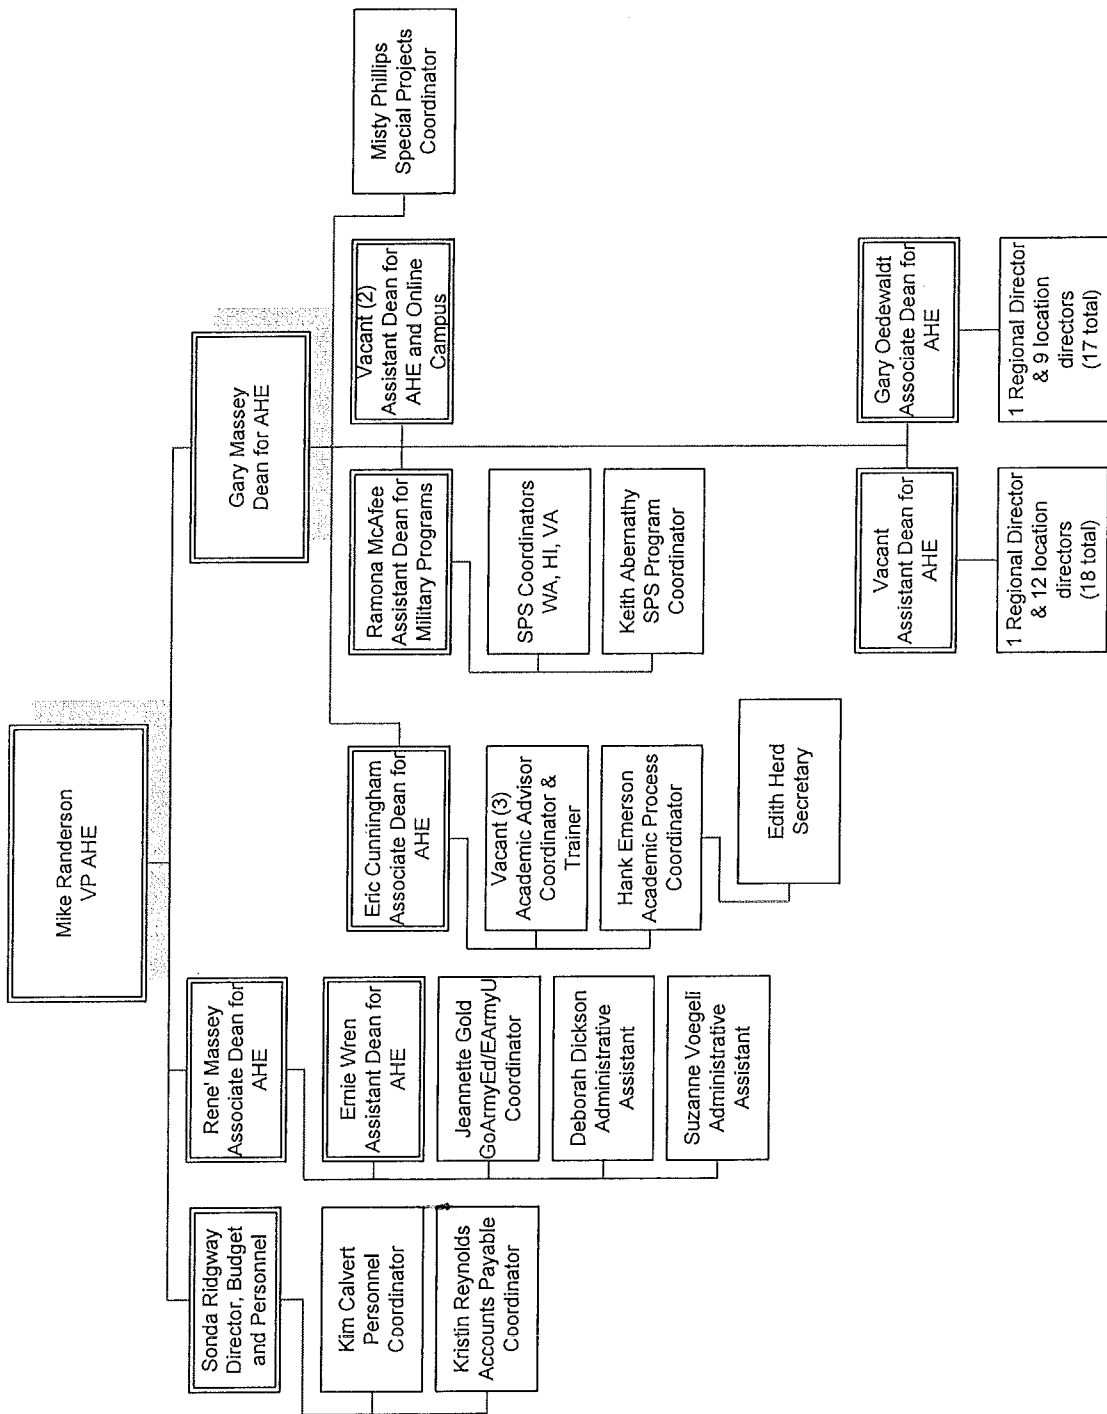 Mike Randerson
VP AHE
Sonda Ridgway
Director, Budget
and Personnel
Kim Calvert
Personnel
Coordinator
Kristin Reynolds
Accounts Payable
Coordinator
Rene' Massey
Associate Dean for
AHE
Ernie Wren
Assistant Dean for
AHE
Jeannette Gold
GoArmyEd/EArmyU
Coordinator
Deborah Dickson
Administrative
Assistant
Suzanne Voegeli
Administrative
Assistant
Gary Massey
Dean for AHE
Eric Cunningham
Associate Dean for
AHE
Vacant (3)
Academic Advisor
Coordinator &
Trainer
Hank Emerson
Academic Process
Coordinator
Edith Herd
Secretary
Ramona McAfee
Assistant Dean for
Military Programs
SPS Coordinators
WA, HI, VA
Keith Abernathy
SPS Program
Coordinator
Vacant (2)
Assistant Dean for
AHE and Online
Campus
Misty Phillips
Special Projects
Coordinator
Vacant
Assistant Dean for
AHE
1 Regional Director
& 12 location
directors
(18 total)
Gary Oedewaldt
Associate Dean for
AHE
1 Regional Director
& 9 location
directors
(17 total)